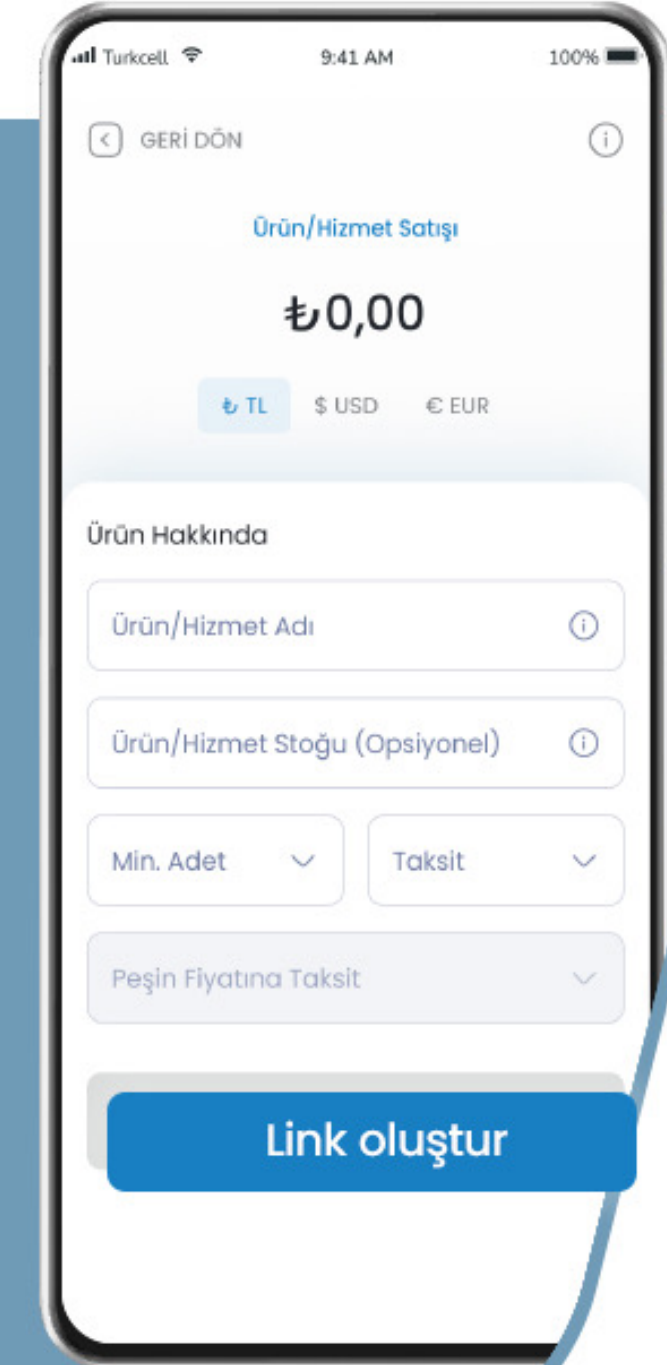 Turkcell 9:41 AM 100%
GERİ DÖN
Ürün/Hizmet Satışı
₺0,00
₺ TL $ USD € EUR
Ürün Hakkında
Ürün/Hizmet Adı
Ürün/Hizmet Stoğu (Opsiyonel)
Min. Adet Taksit
Peşin Fiyatına Taksit
Link oluştur